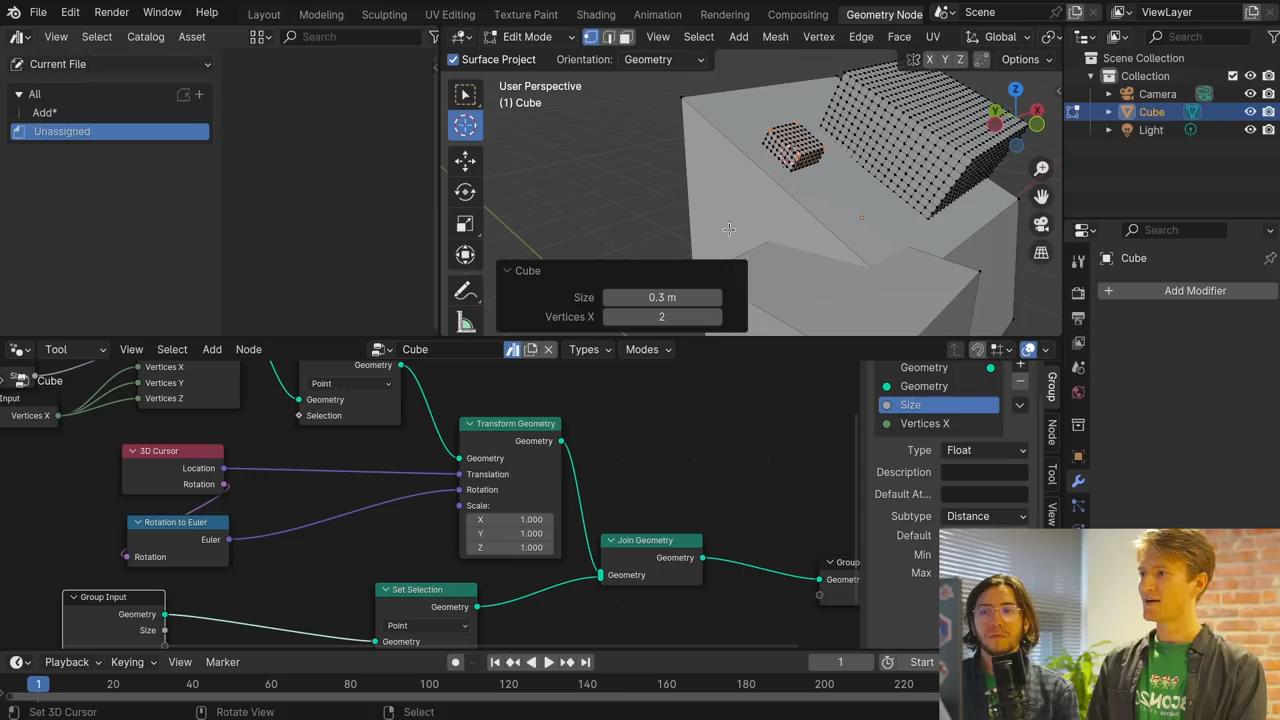 File Edit Render Window Help
Layout Modeling Sculpting UV Editing Texture Paint Shading Animation Rendering Compositing Geometry Node
Scene
ViewLayer
View Select Catalog Asset
Search
Edit Mode
View Select Add Mesh Vertex Edge Face UV
Global
Search
Current File
Surface Project
Orientation: Geometry
X Y Z
Options
Scene Collection
Collection
Camera
Cube
Light
All
Add*
Unassigned
User Perspective
(1) Cube
Z
Y
X
Search
Cube
Add Modifier
Cube
Size 0.3 m
Vertices X 2
Tool
View Select Add Node
Cube
Types
Modes
Cube
Vertices X
Vertices Y
Vertices Z
Vertices X
Geometry
Point
Geometry
Selection
3D Cursor
Location
Rotation
Rotation to Euler
Euler
Rotation
Transform Geometry
Geometry
Geometry
Translation
Rotation
Scale:
X 1.000
Y 1.000
Z 1.000
Join Geometry
Geometry
Geometry
Group Input
Geometry
Size
Set Selection
Geometry
Point
Geometry
Group
Geometry
Geometry
Size
Vertices X
Type Float
Description
Default At...
Subtype Distance
Default
Min
Max
Group
Node
Tool
View
Playback Keying View Marker
1
Start
1 20 40 60 80 100 120 140 160 180 200 220
Set 3D Cursor
Rotate View
Select